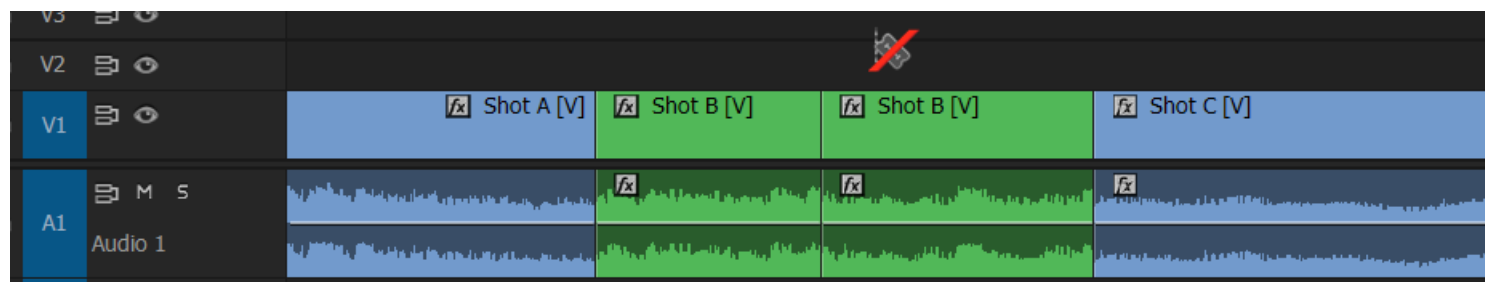 V3
V2
V1 fx Shot A [V] fx Shot B [V] fx Shot B [V] fx Shot C [V]
A1 M S fx fx fx
Audio 1